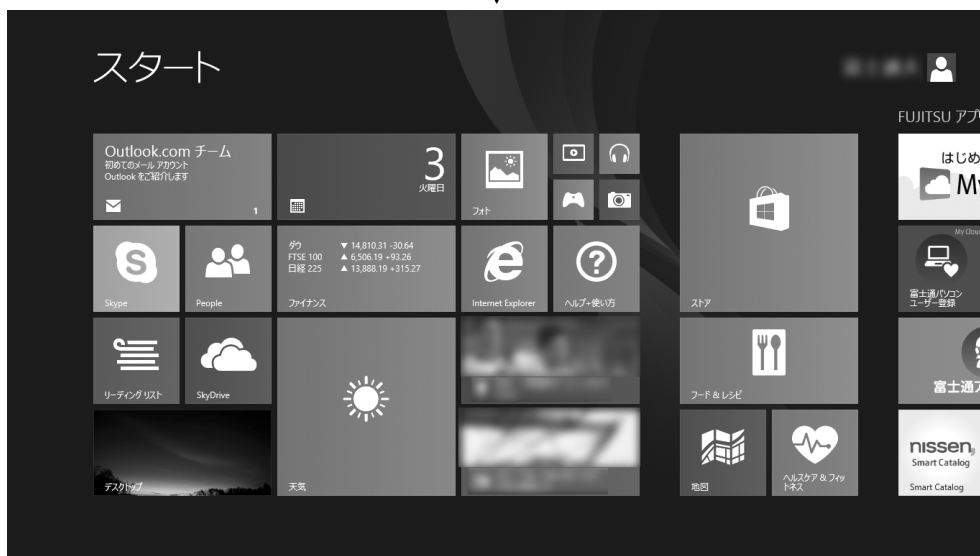 スタート
FUJITSU アプ
Outlook.com チーム
初めてのメール アカウント
Outlook をご紹介します
1
3
火曜日
フォト
はじめ
My
Skype
People
ダウ ▼ 14,810.31 -30.64
FTSE 100 ▲ 6,506.19 +93.26
日経 225 ▲ 13,888.19 +315.27
ファイナンス
Internet Explorer
ヘルプ+使い方
ストア
My Cloud
富士通パソコン
ユーザー登録
リーディング リスト
SkyDrive
天気
フード & レシピ
富士通ア
デスクトップ
地図
ヘルスケア & フィッ
トネス
nissen,
Smart Catalog
Smart Catalog